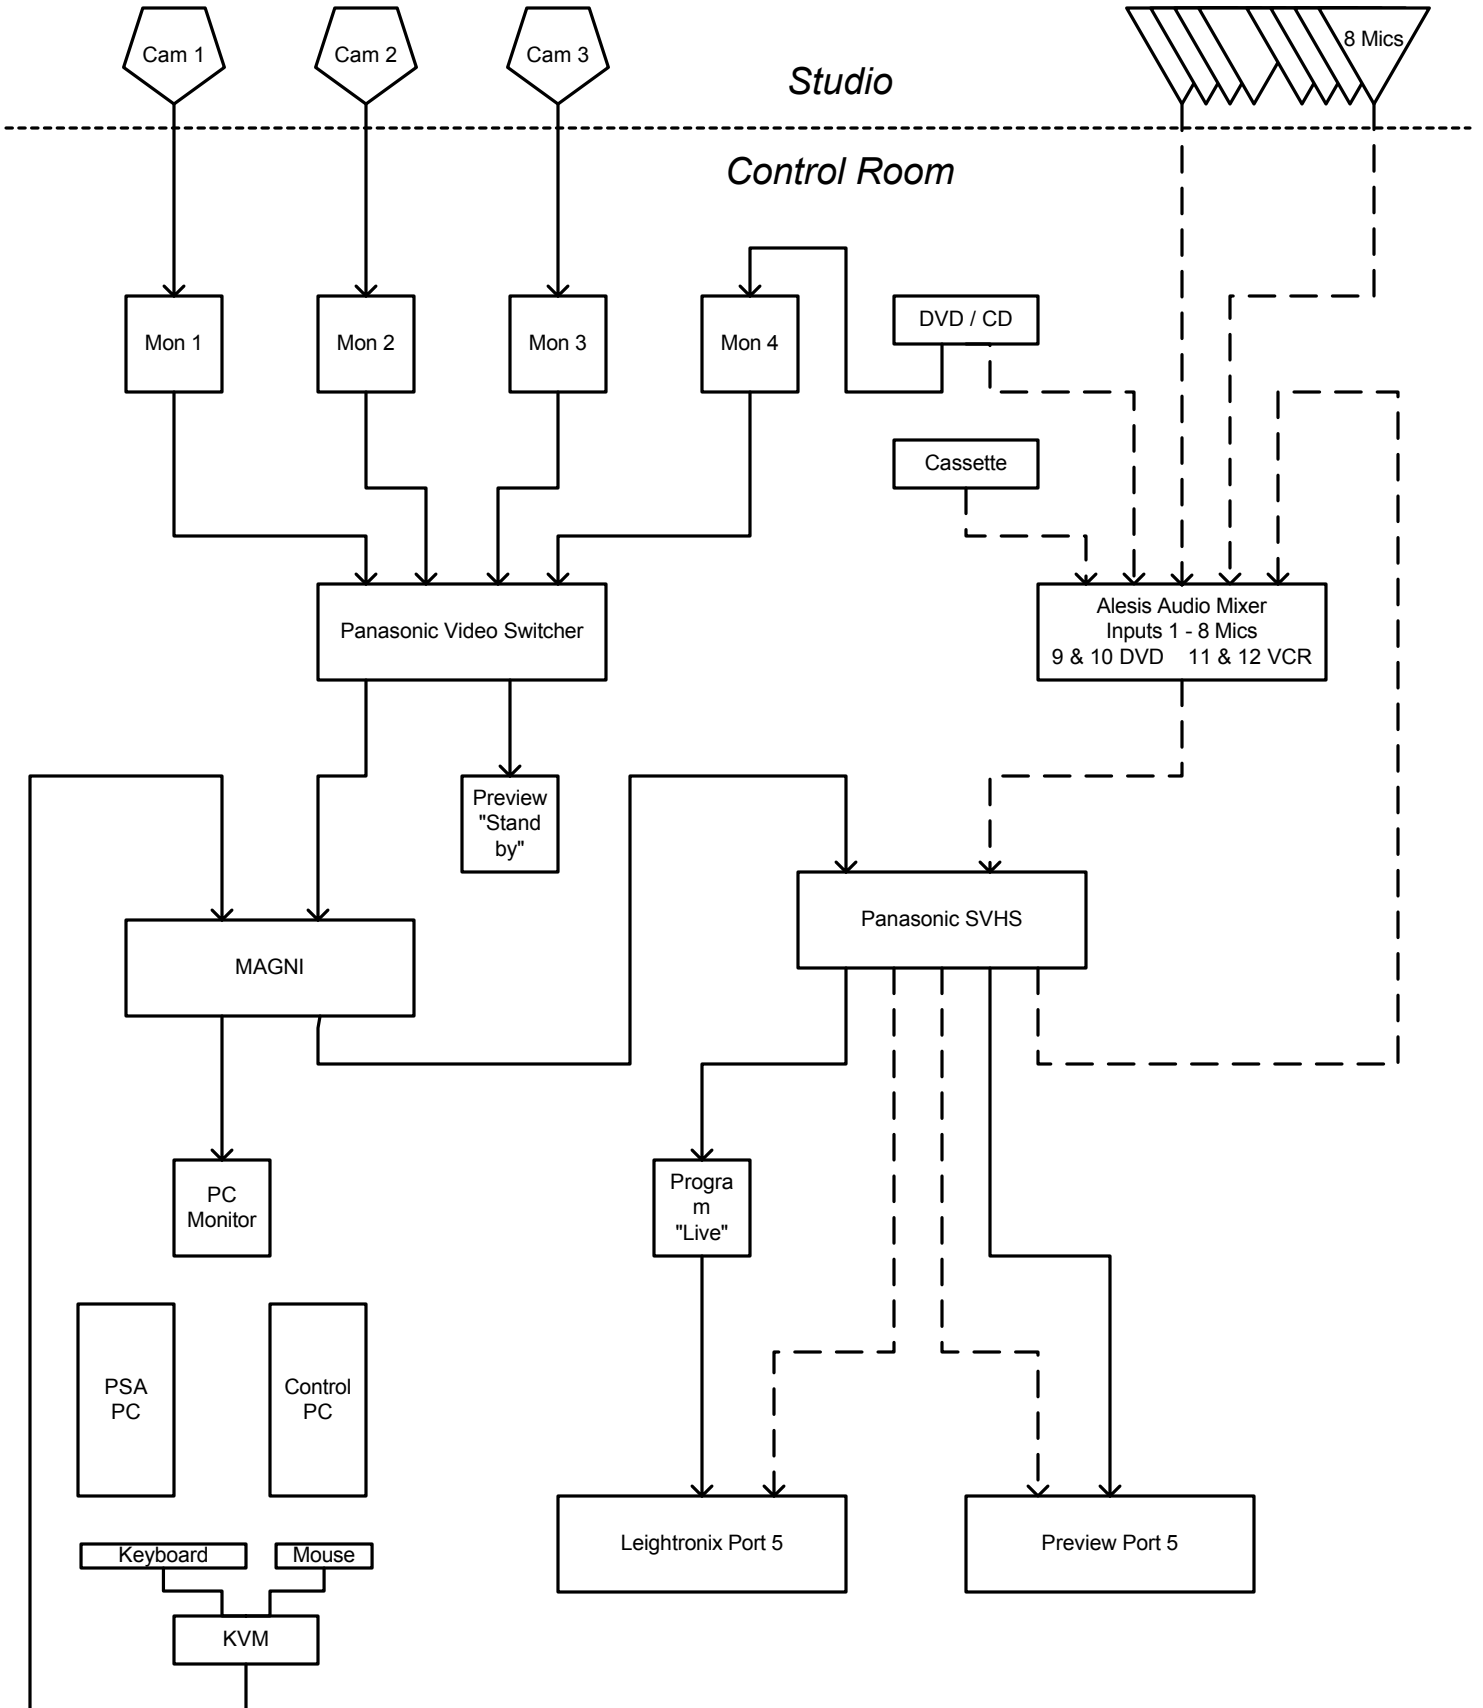 Cam 1
Cam 2
Cam 3
8 Mics
Studio
Control Room
Mon 1
Mon 2
Mon 3
Mon 4
DVD / CD
Cassette
Panasonic Video Switcher
Alesis Audio Mixer
Inputs 1 - 8 Mics
9 & 10 DVD 11 & 12 VCR
Preview
"Stand
by"
Panasonic SVHS
MAGNI
PC
Monitor
Progra
m
"Live"
PSA
PC
Control
PC
Leightronix Port 5
Preview Port 5
Keyboard
Mouse
KVM